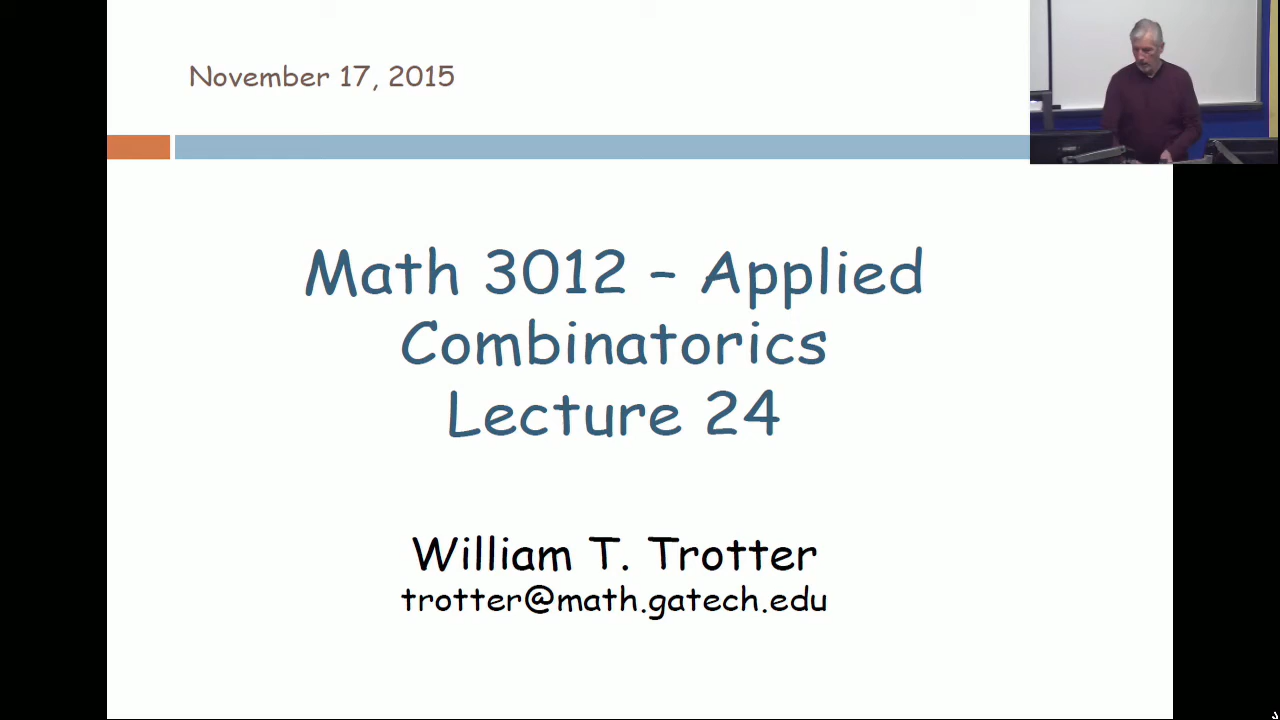 November 17, 2015
Math 3012 – Applied
Combinatorics
Lecture 24
William T. Trotter
trotter@math.gatech.edu